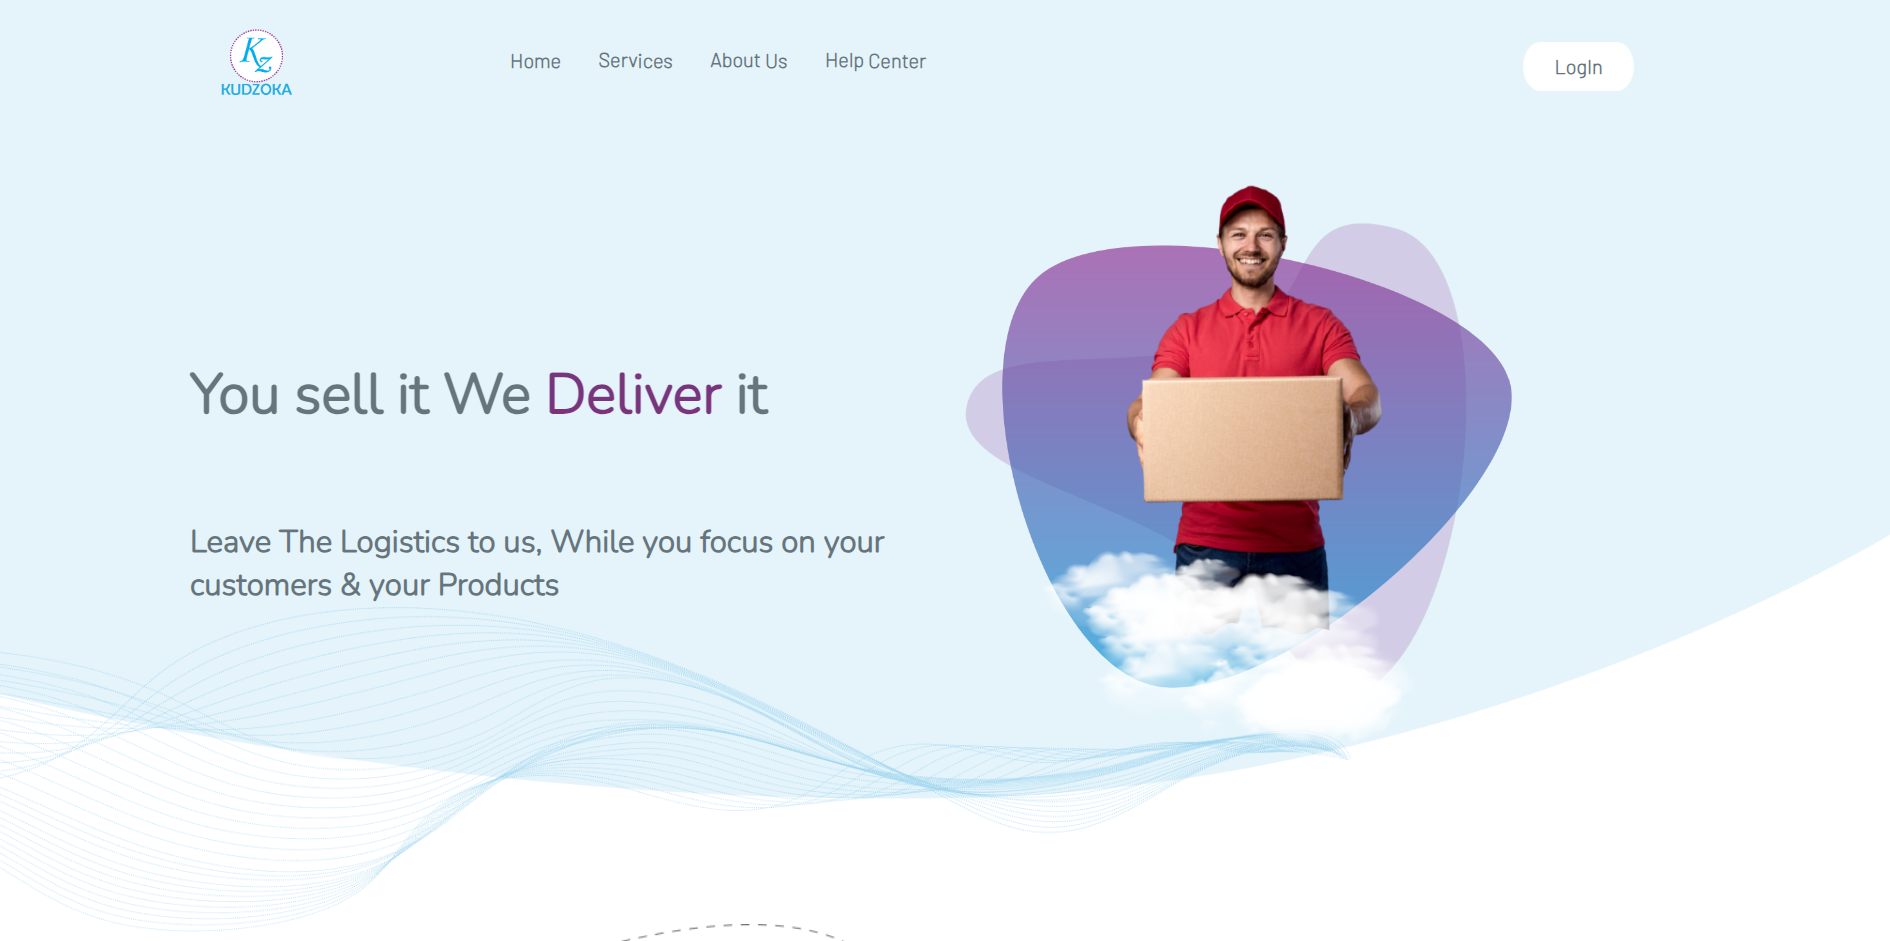 Kz
KUDZOKA
Home Services About Us Help Center
LogIn
You sell it We Deliver it
Leave The Logistics to us, While you focus on your
customers & your Products